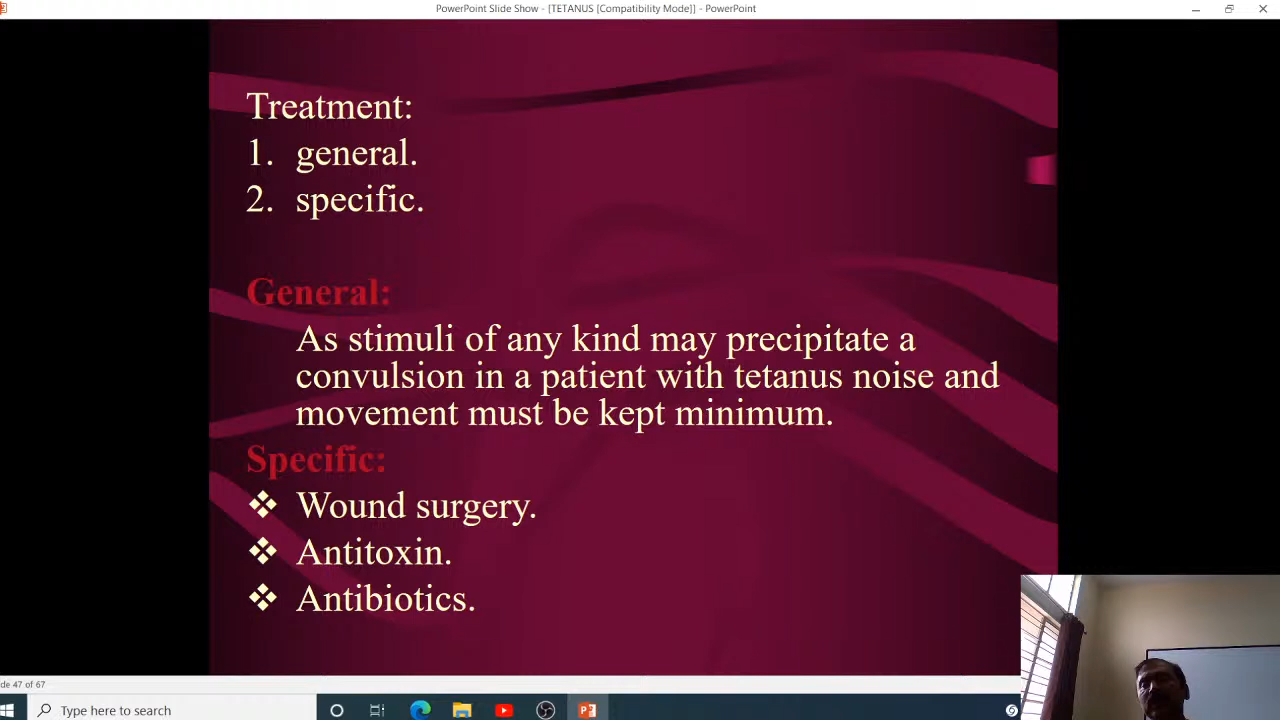 PowerPoint Slide Show - [TETANUS [Compatibility Mode]] - PowerPoint
Treatment:
1. general.
2. specific.
General:
As stimuli of any kind may precipitate a
convulsion in a patient with tetanus noise and
movement must be kept minimum.
Specific:
❖ Wound surgery.
❖ Antitoxin.
❖ Antibiotics.
de 47 of 67
Type here to search